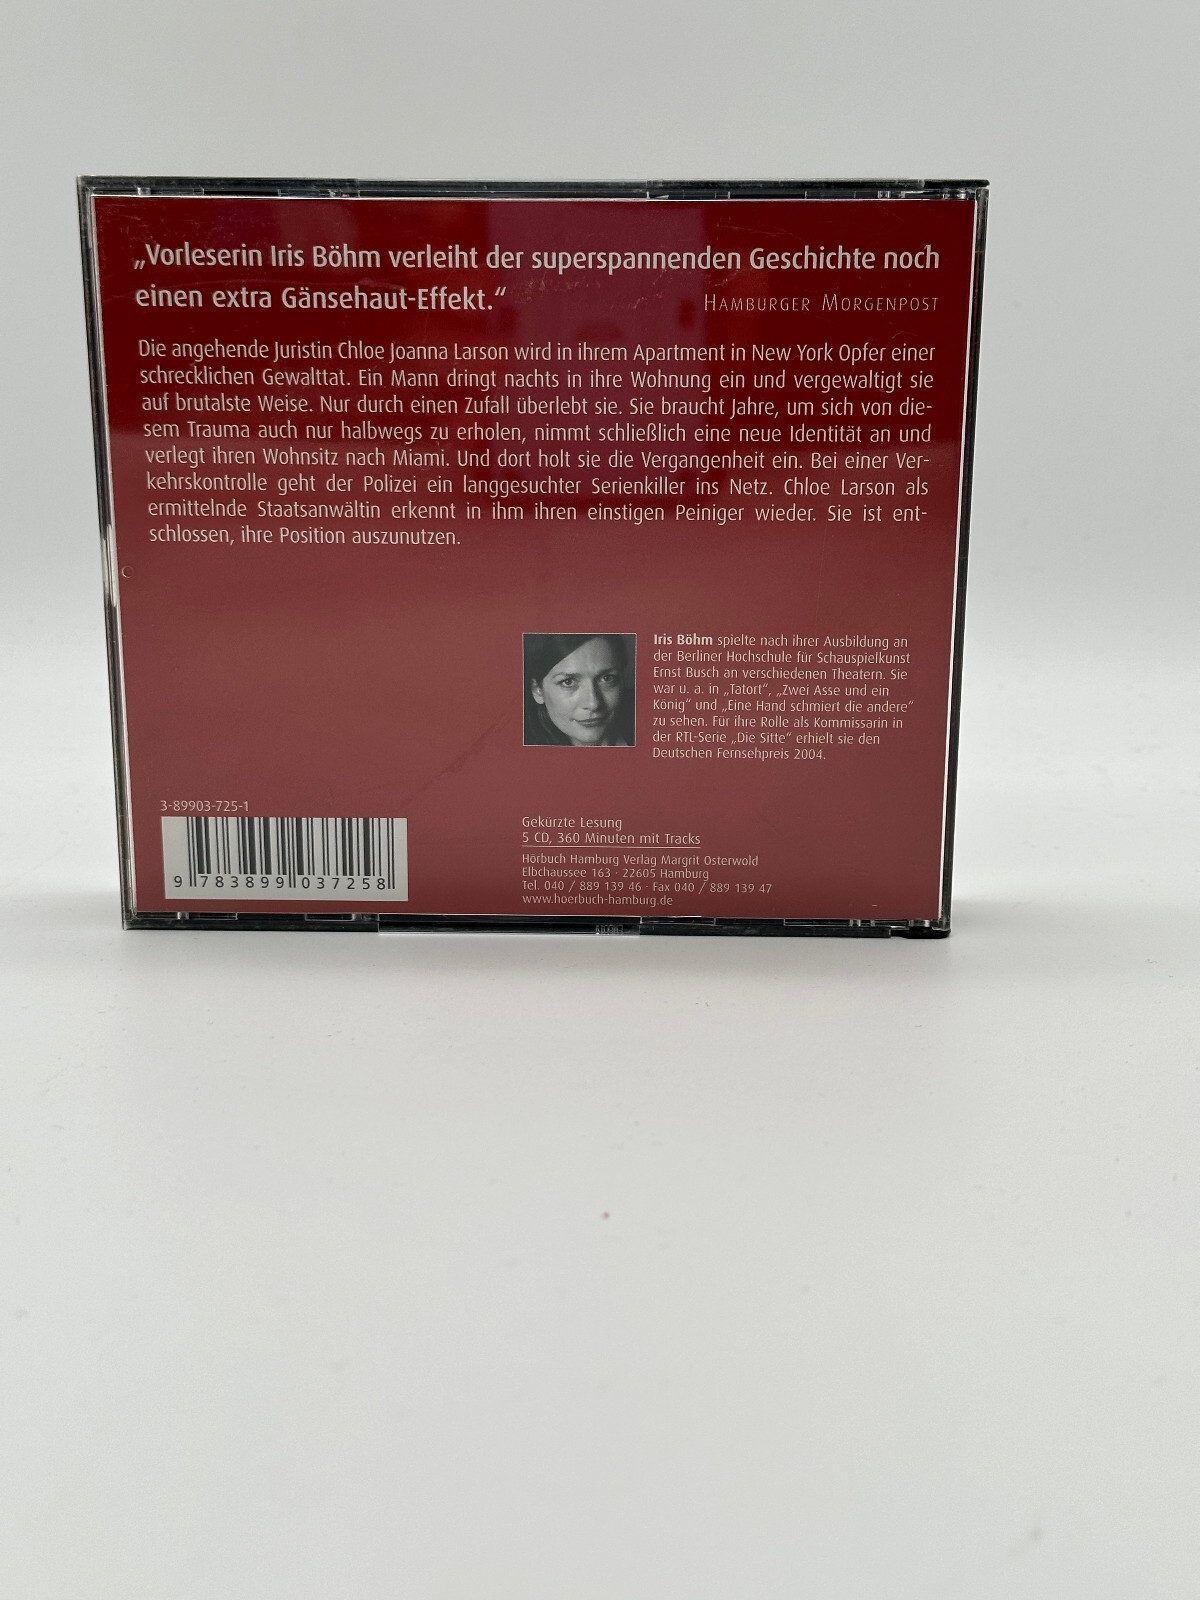 „Vorleserin Iris Böhm verleiht der superspannenden Geschichte noch
einen extra Gänsehaut-Effekt.“
HAMBURGER MORGENPOST
Die angehende Juristin Chloe Joanna Larson wird in ihrem Apartment in New York Opfer einer
schrecklichen Gewalttat. Ein Mann dringt nachts in ihre Wohnung ein und vergewaltigt sie
auf brutalste Weise. Nur durch einen Zufall überlebt sie. Sie braucht Jahre, um sich von die-
sem Trauma auch nur halbwegs zu erholen, nimmt schließlich eine neue Identität an und
verlegt ihren Wohnsitz nach Miami. Und dort holt sie die Vergangenheit ein. Bei einer Ver-
kehrskontrolle geht der Polizei ein langgesuchter Serienkiller ins Netz. Chloe Larson als
ermittelnde Staatsanwältin erkennt in ihm ihren einstigen Peiniger wieder. Sie ist ent-
schlossen, ihre Position auszunutzen.
Iris Böhm spielte nach ihrer Ausbildung an
der Berliner Hochschule für Schauspielkunst
Ernst Busch an verschiedenen Theatern. Sie
war u. a. in „Tatort“, „Zwei Asse und ein
König“ und „Eine Hand schmiert die andere“
zu sehen. Für ihre Rolle als Kommissarin in
der RTL-Serie „Die Sitte“ erhielt sie den
Deutschen Fernsehpreis 2004.
3-89903-725-1
9 783899 037258
Gekürzte Lesung
5 CD, 360 Minuten mit Tracks
Hörbuch Hamburg Verlag Margrit Osterwold
Elbchaussee 163 · 22605 Hamburg
Tel. 040 / 889 139 46 · Fax 040 / 889 139 47
www.hoerbuch-hamburg.de